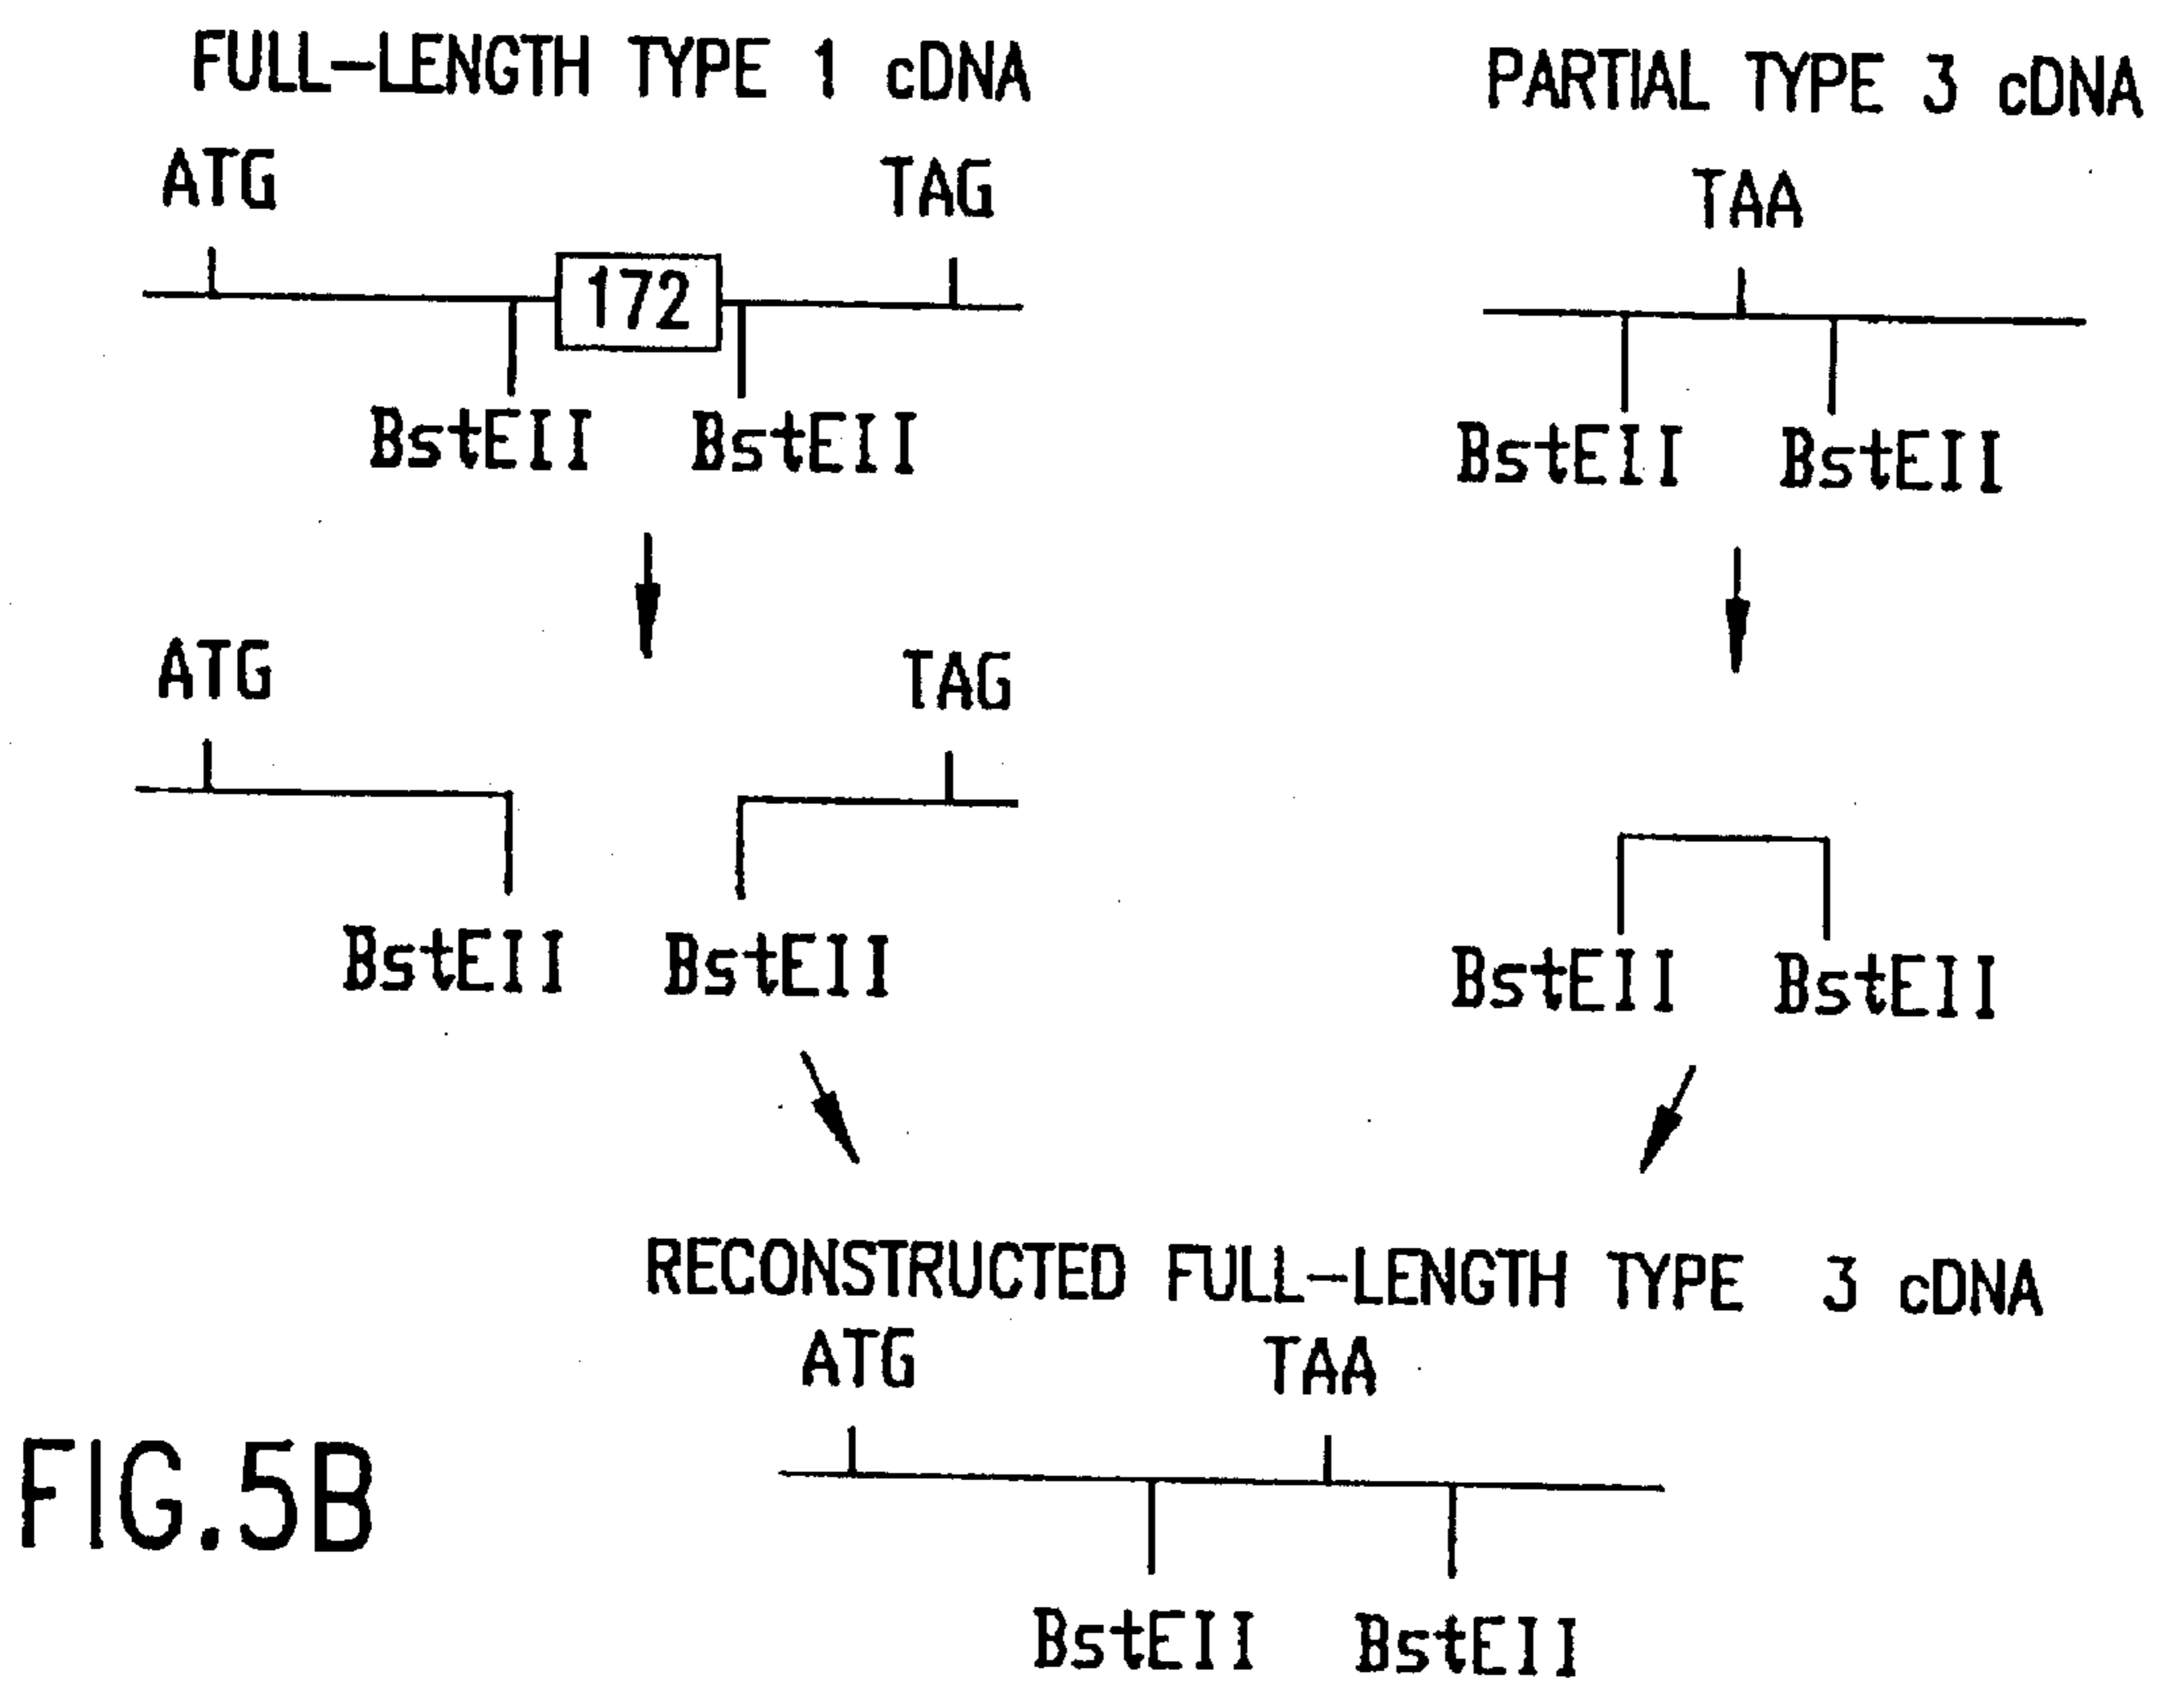 FULL-LENGTH TYPE 1 cDNA
ATG
TAG
172
BstEII BstEII
PARTIAL TYPE 3 cDNA
TAA
BstEII BstEII
ATG
TAG
BstEII BstEII
BstEII BstEII
RECONSTRUCTED FULL-LENGTH TYPE 3 cDNA
ATG
TAA
BstEII BstEII
FIG.5B